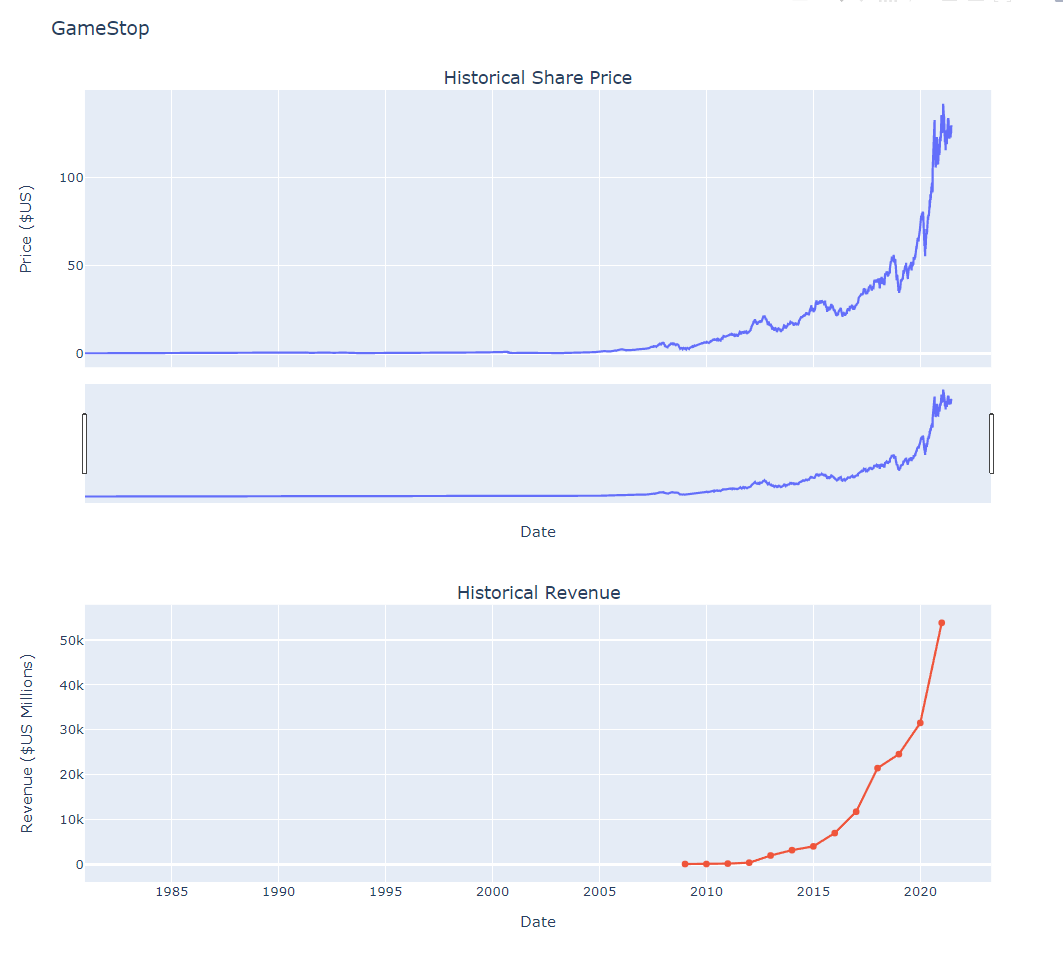 GameStop
Historical Share Price
Price ($US)
100
50
0
Date
Historical Revenue
Revenue ($US Millions)
50k
40k
30k
20k
10k
0
1985 1990 1995 2000 2005 2010 2015 2020
Date